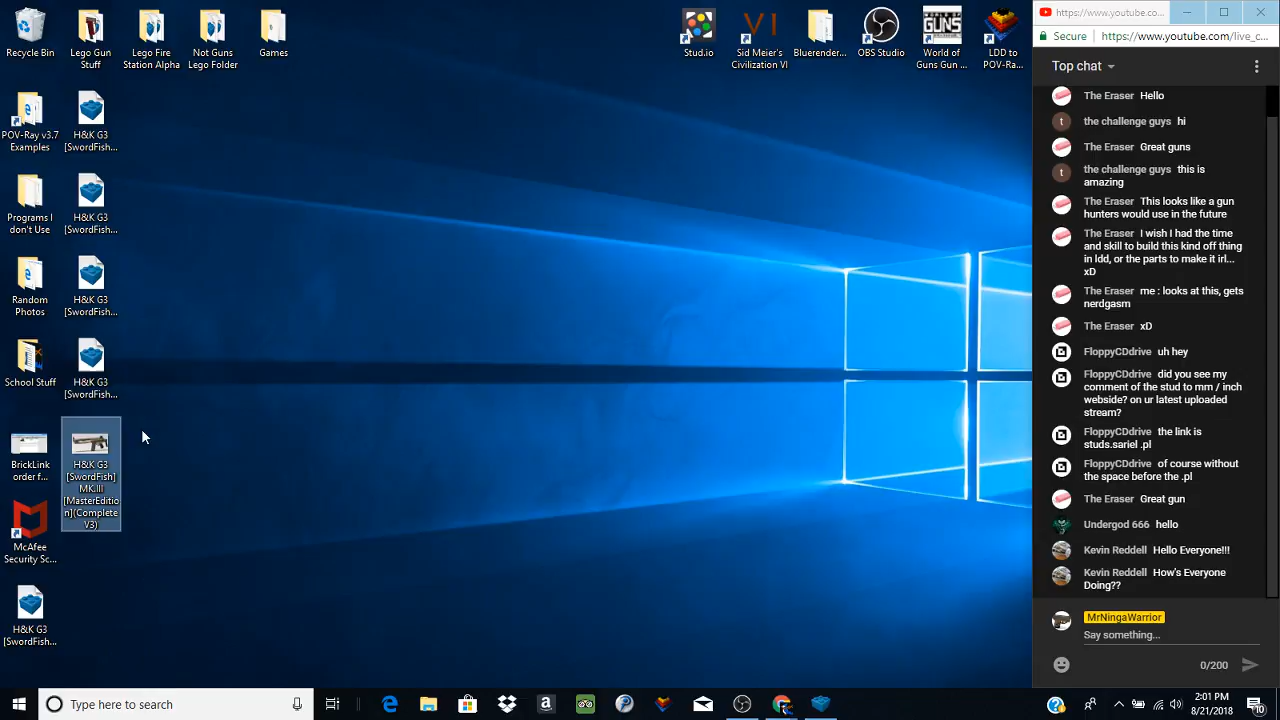 Recycle Bin
Lego Gun
Stuff
Lego Fire
Station Alpha
Not Guns
Lego Folder
Games
Stud.io
Sid Meier's
Civilization VI
Bluerender...
OBS Studio
WORLD OF
GUNS
World of
Guns Gun ...
LDD to
POV-Ra...
POV-Ray v3.7
Examples
H&K G3
[SwordFish...
Programs I
don't Use
H&K G3
[SwordFish...
Random
Photos
H&K G3
[SwordFish...
School Stuff
H&K G3
[SwordFish...
BrickLink
order f...
H&K G3
[SwordFish]
MK.III
[MasterEdition
n](Complete
V3)
McAfee
Security Sc...
H&K G3
[SwordFish...
https://www.youtube.co...
Secure
https://www.youtube.com/live_c...
Top chat
The Eraser Hello
the challenge guys hi
The Eraser Great guns
the challenge guys this is
amazing
The Eraser This looks like a gun
hunters would use in the future
The Eraser I wish I had the time
and skill to build this kind off thing
in ldd, or the parts to make it irl...
xD
The Eraser me : looks at this, gets
nerdgasm
The Eraser xD
FloppyCDdrive uh hey
FloppyCDdrive did you see my
comment of the stud to mm / inch
webside? on ur latest uploaded
stream?
FloppyCDdrive the link is
studs.sariel .pl
FloppyCDdrive of course without
the space before the .pl
The Eraser Great gun
Undergod 666 hello
Kevin Reddell Hello Everyone!!!
Kevin Reddell How's Everyone
Doing??
MrNingaWarrior
Say something...
0/200
Type here to search
2:01 PM
8/21/2018